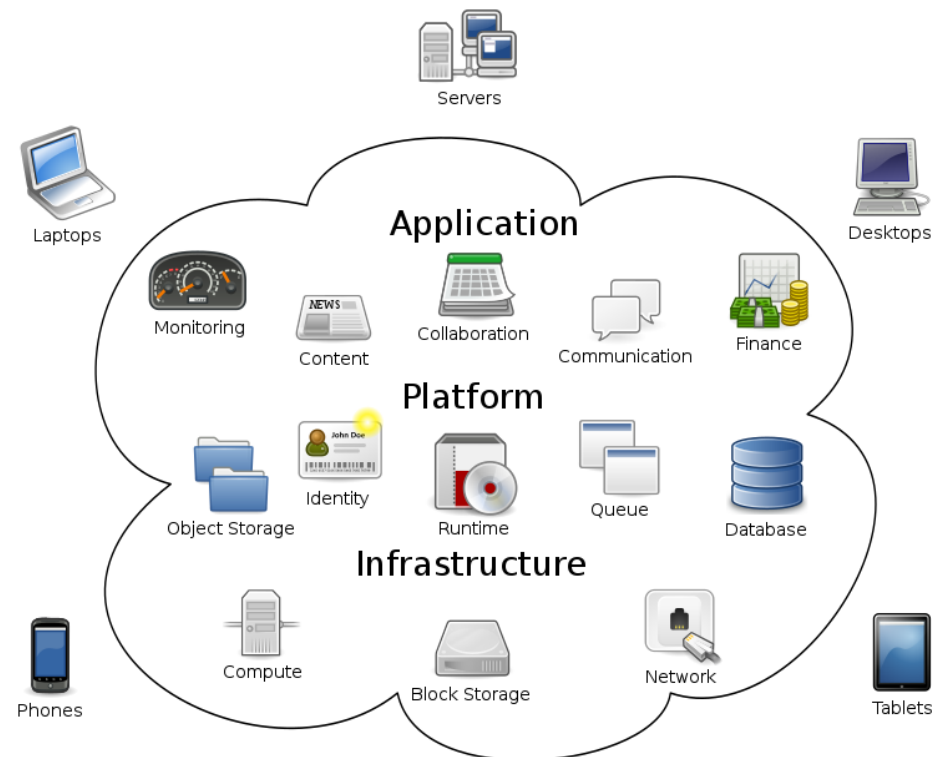 Servers
Laptops
Desktops
Application
Monitoring
NEWS
Content
Collaboration
Communication
Finance
Platform
John Doe
Object Storage
Identity
Runtime
Queue
Database
Infrastructure
Compute
Block Storage
Network
Phones
Tablets